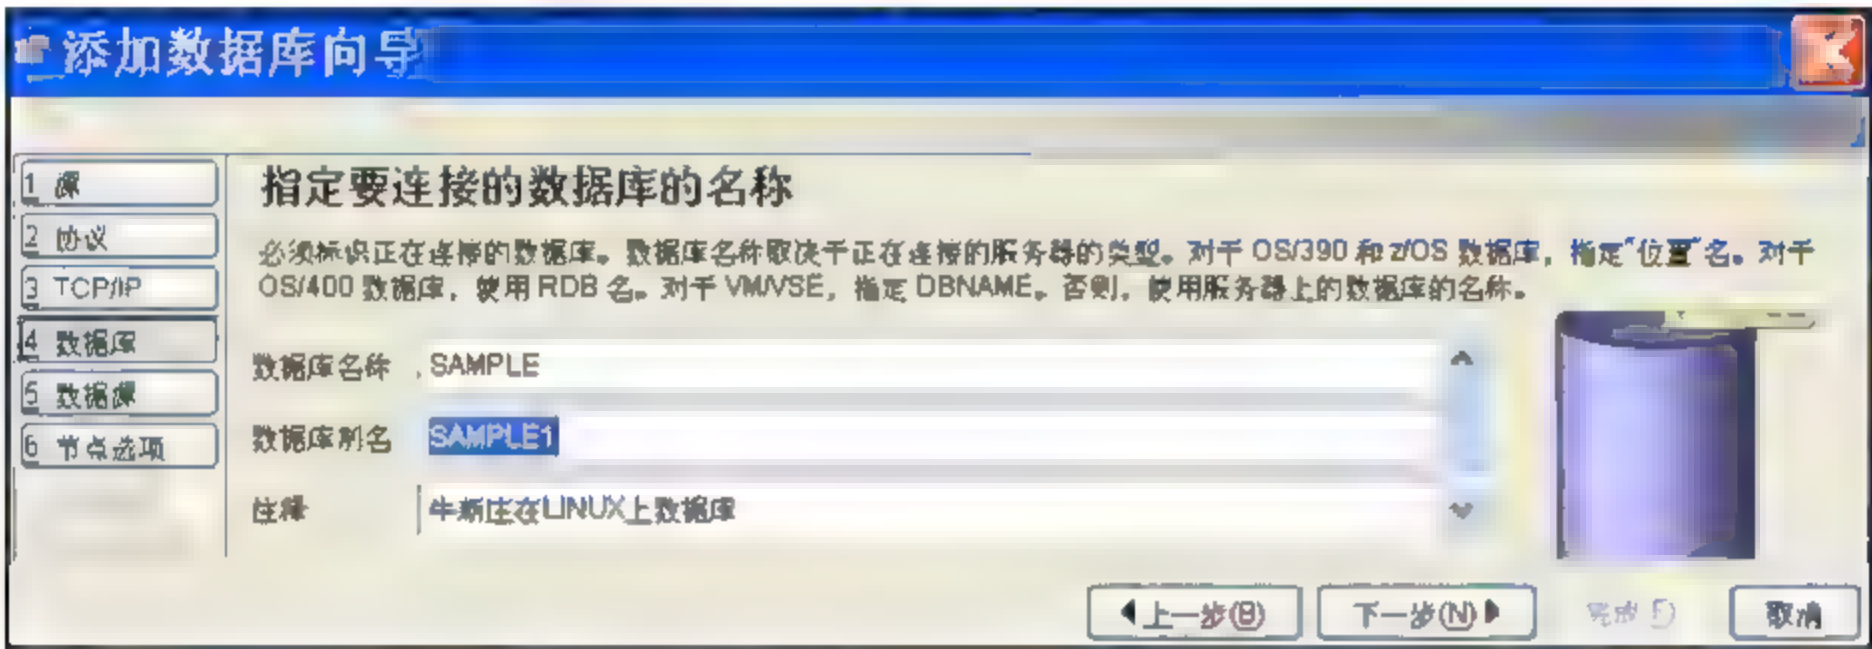 添加数据库向导
1 源
2 协议
3 TCP/IP
4 数据库
5 数据源
6 节点选项
指定要连接的数据库的名称
必须标识正在连接的数据库。数据库名称取决于正在连接的服务器的类型。对于 OS/390 和 z/OS 数据库，指定“位置”名。对于
OS/400 数据库，使用 RDB 名。对于 VM/VSE，指定 DBNAME。否则，使用服务器上的数据库的名称。
数据库名称 SAMPLE
数据库别名 SAMPLE1
注释 牛新庄在LINUX上数据库
上一步(B) 下一步(N) 完成(F) 取消